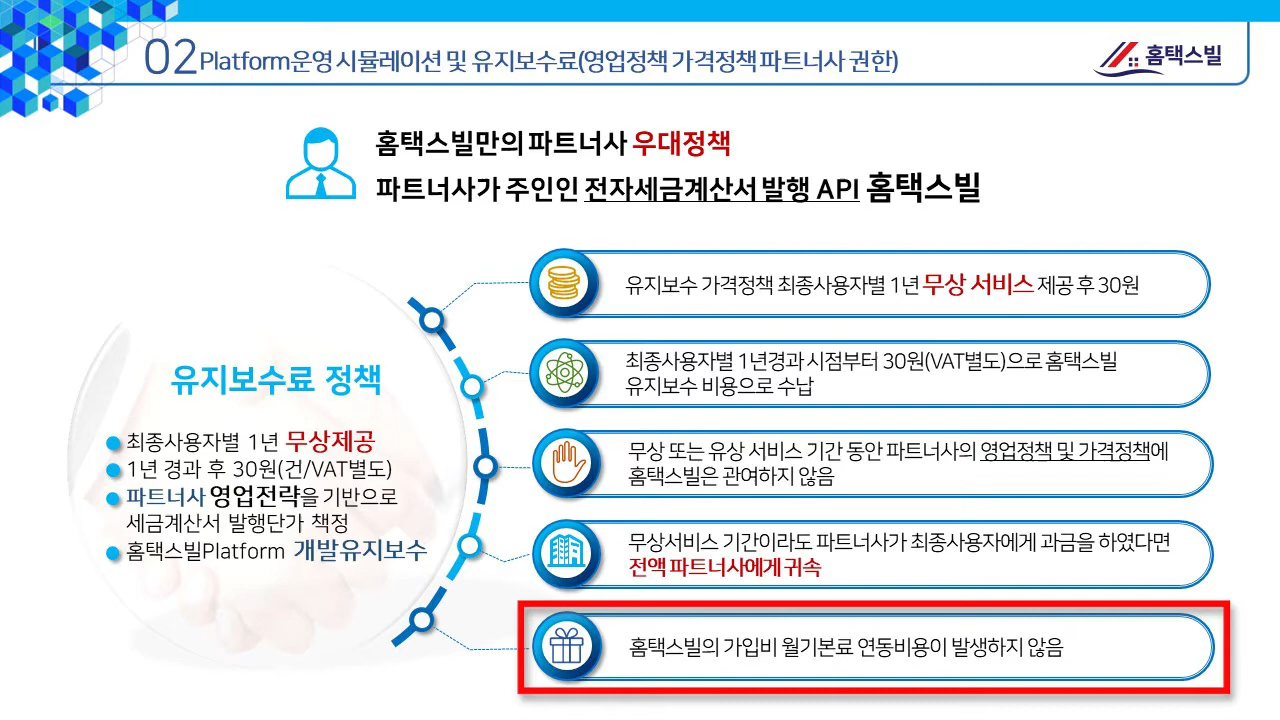 02 Platform운영 시뮬레이션 및 유지보수료(영업정책 가격정책 파트너사 권한)
홈택스빌
홈택스빌만의 파트너사 우대정책
파트너사가 주인인 전자세금계산서 발행 API 홈택스빌
유지보수료 정책
최종사용자별 1년 무상제공
1년 경과 후 30원(건/VAT별도)
파트너사 영업전략을 기반으로
세금계산서 발행단가 책정
홈택스빌Platform 개발유지보수
유지보수 가격정책 최종사용자별 1년 무상 서비스 제공 후 30원
최종사용자별 1년경과 시점부터 30원(VAT별도)으로 홈택스빌
유지보수 비용으로 수납
무상 또는 유상 서비스 기간 동안 파트너사의 영업정책 및 가격정책에
홈택스빌은 관여하지 않음
무상서비스 기간이라도 파트너사가 최종사용자에게 과금을 하였다면
전액 파트너사에게 귀속
홈택스빌의 가입비 월기본료 연동비용이 발생하지 않음